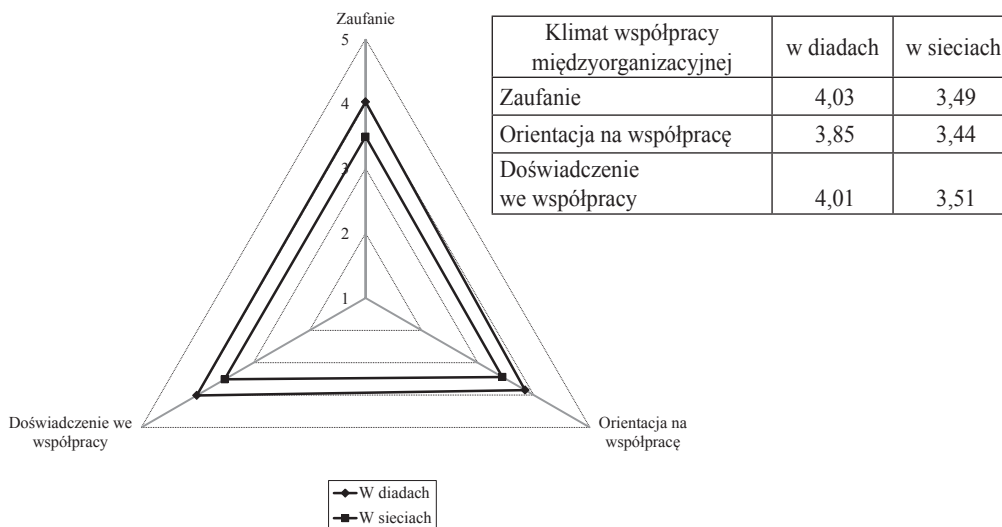 Zaufanie
5
4
3
2
1
Doświadczenie we
współpracy
Orientacja na
współpracę
W diadach
W sieciach
Klimat współpracy
międzyorganizacyjnej
w diadach
w sieciach
Zaufanie
4,03
3,49
Orientacja na współpracę
3,85
3,44
Doświadczenie
we współpracy
4,01
3,51